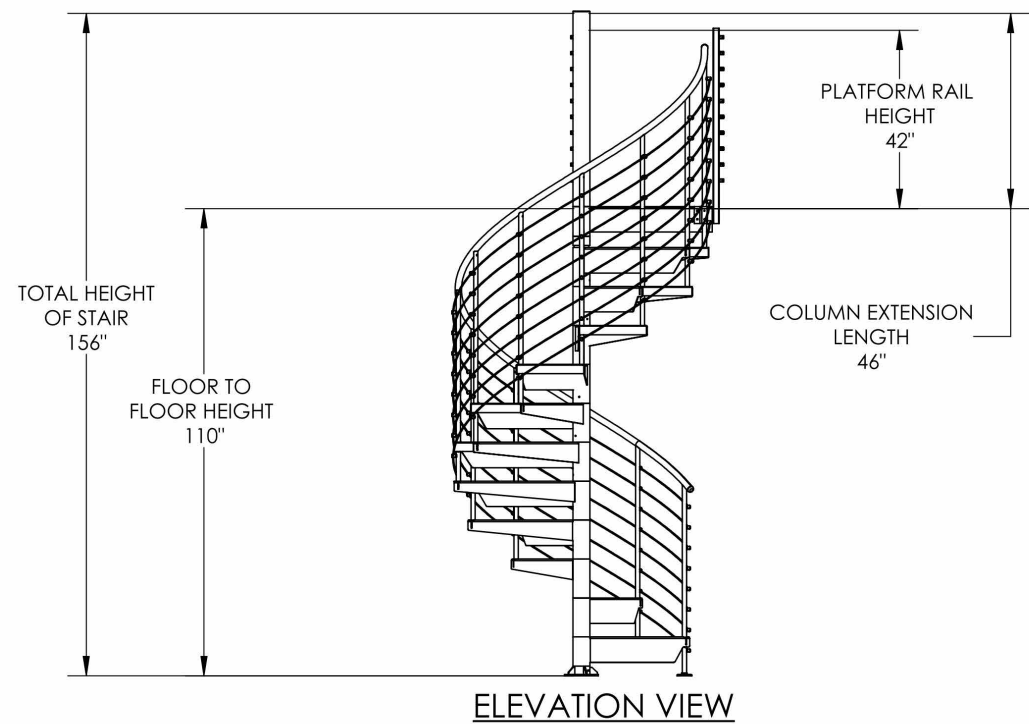 PLATFORM RAIL
HEIGHT
42"
TOTAL HEIGHT
OF STAIR
156"
COLUMN EXTENSION
LENGTH
46"
FLOOR TO
FLOOR HEIGHT
110"
ELEVATION VIEW